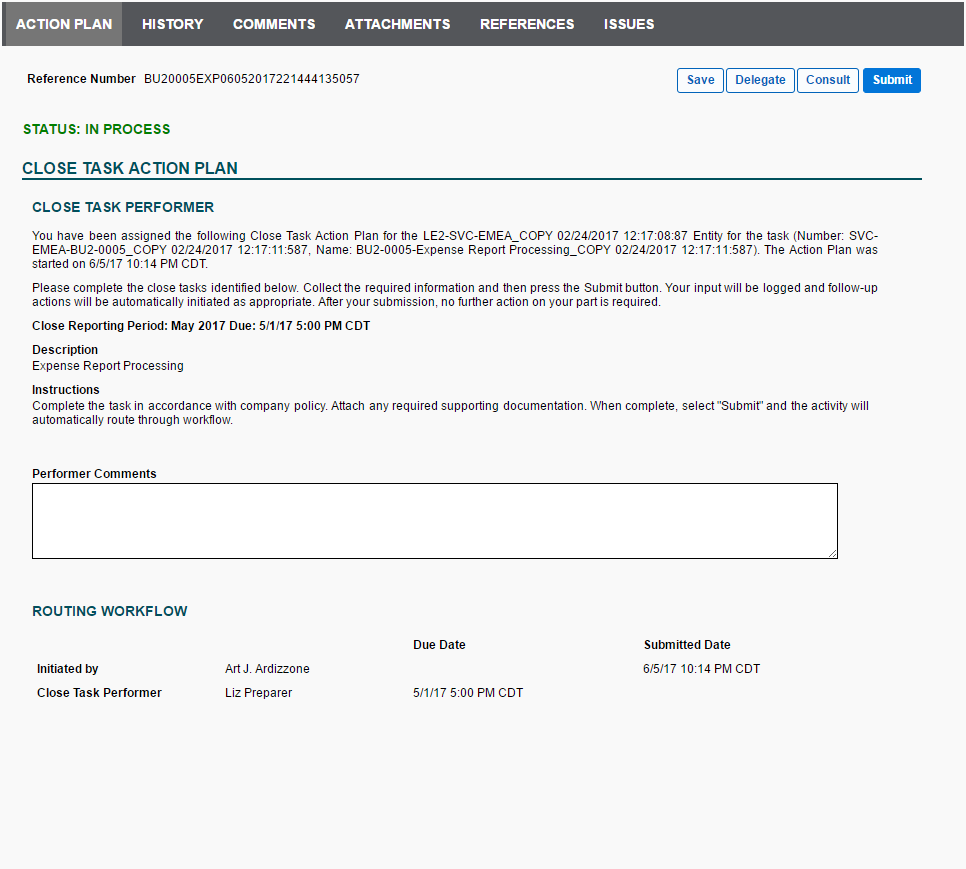 ACTION PLAN HISTORY COMMENTS ATTACHMENTS REFERENCES ISSUES
Reference Number BU20005EXP06052017221444135057 Save Delegate Consult Submit
STATUS: IN PROCESS
CLOSE TASK ACTION PLAN
CLOSE TASK PERFORMER
You have been assigned the following Close Task Action Plan for the LE2-SVC-EMEA_COPY 02/24/2017 12:17:08:87 Entity for the task (Number: SVC-
EMEA-BU2-0005_COPY 02/24/2017 12:17:11:587, Name: BU2-0005-Expense Report Processing_COPY 02/24/2017 12:17:11:587). The Action Plan was
started on 6/5/17 10:14 PM CDT.
Please complete the close tasks identified below. Collect the required information and then press the Submit button. Your input will be logged and follow-up
actions will be automatically initiated as appropriate. After your submission, no further action on your part is required.
Close Reporting Period: May 2017 Due: 5/1/17 5:00 PM CDT
Description
Expense Report Processing
Instructions
Complete the task in accordance with company policy. Attach any required supporting documentation. When complete, select "Submit" and the activity will
automatically route through workflow.
Performer Comments
ROUTING WORKFLOW
Due Date Submitted Date
Initiated by Art J. Ardizzone 6/5/17 10:14 PM CDT
Close Task Performer Liz Preparer 5/1/17 5:00 PM CDT